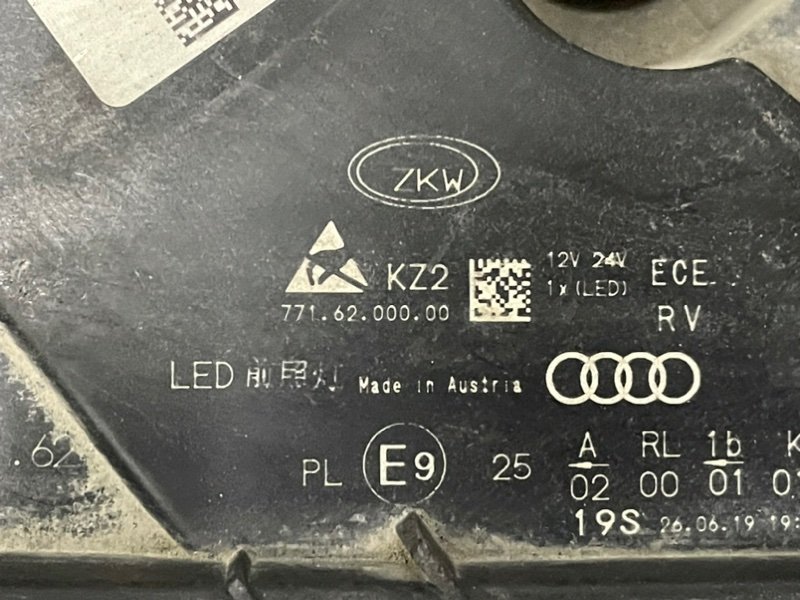 ZKW
KZ2 12V 24V ECE
771.62.000.00 1x(LED) RV
LED 前照灯 Made in Austria
.62
PL E9 25 A RL 1b K
02 00 01
19S 26.06.19 19: